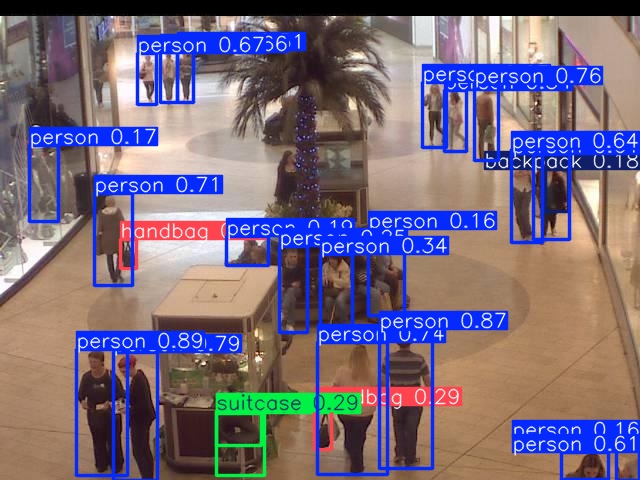 person 0.67
person 0.76
person 0.64
backpack 0.18
person 0.17
person 0.71
handbag
person 0.16
person 0.34
person 0.87
person 0.89
0.79
0.74
suitcase 0.29
0.29
person 0.16
person 0.61